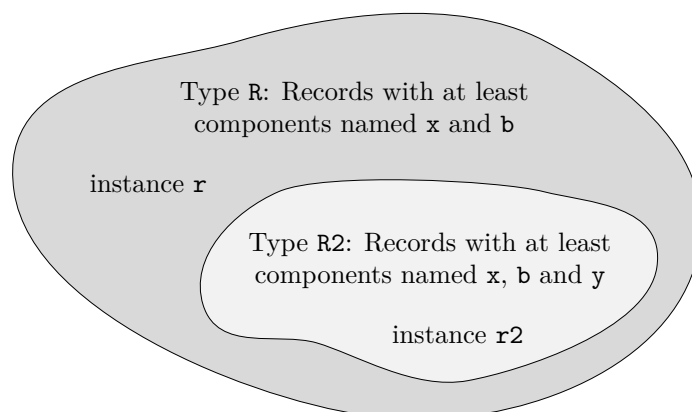 Type R: Records with at least
components named x and b
instance r
Type R2: Records with at least
components named x, b and y
instance r2